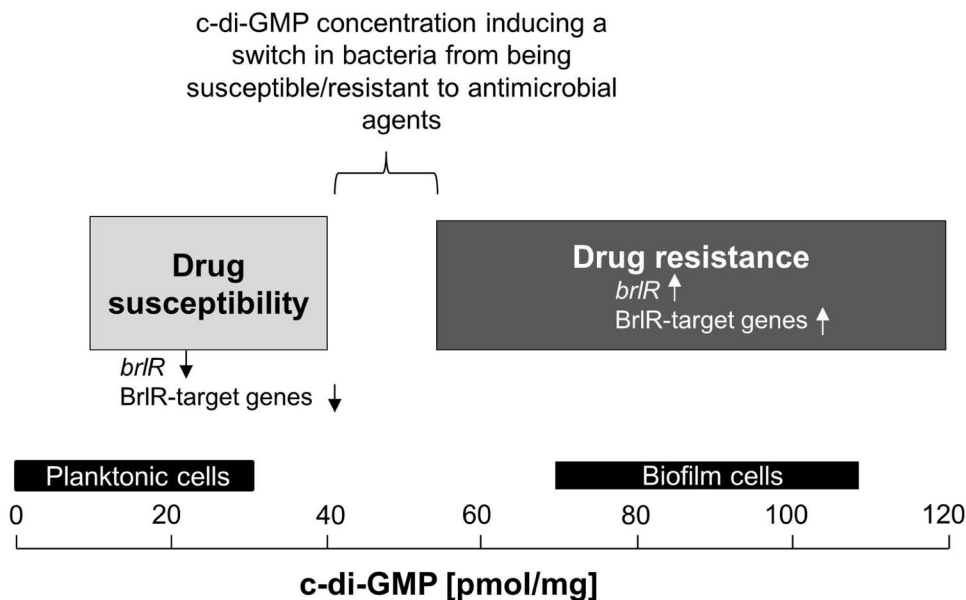 c-di-GMP concentration inducing a
switch in bacteria from being
susceptible/resistant to antimicrobial
agents
Drug
susceptibility
Drug resistance
brlR
BrlR-target genes
brlR
BrlR-target genes
Planktonic cells
Biofilm cells
0 20 40 60 80 100 120
c-di-GMP [pmol/mg]